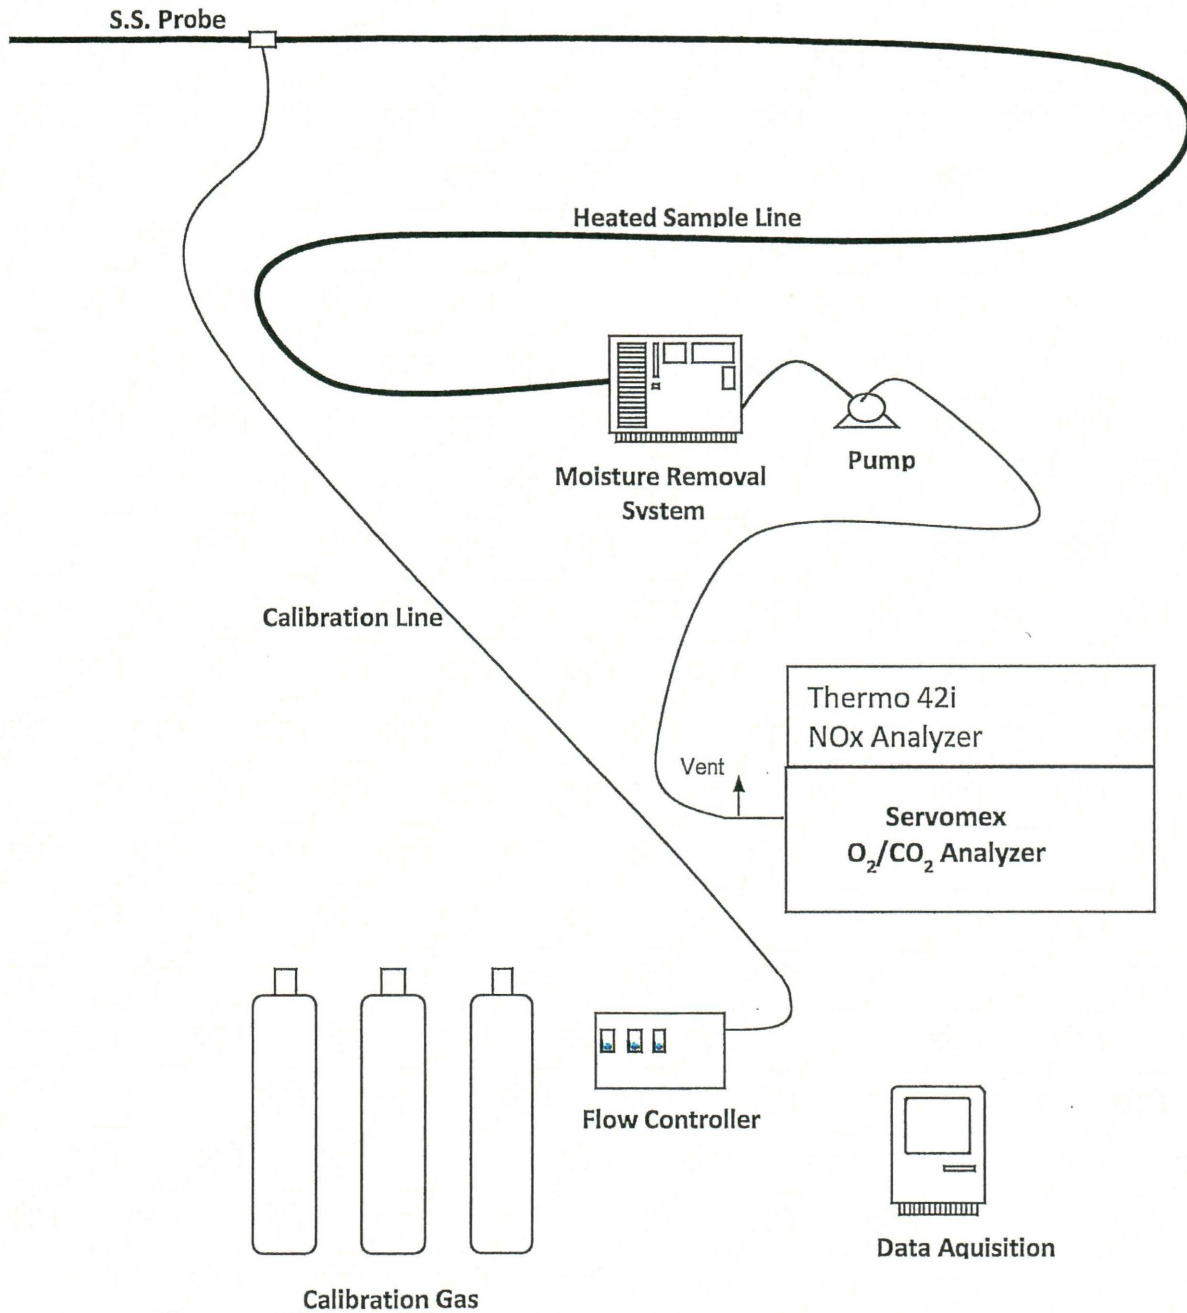 S.S. Probe
Heated Sample Line
Moisture Removal
System
Pump
Calibration Line
Thermo 42i
NOx Analyzer
Vent
Servomex
O₂/CO₂ Analyzer
Flow Controller
Data Aquisition
Calibration Gas